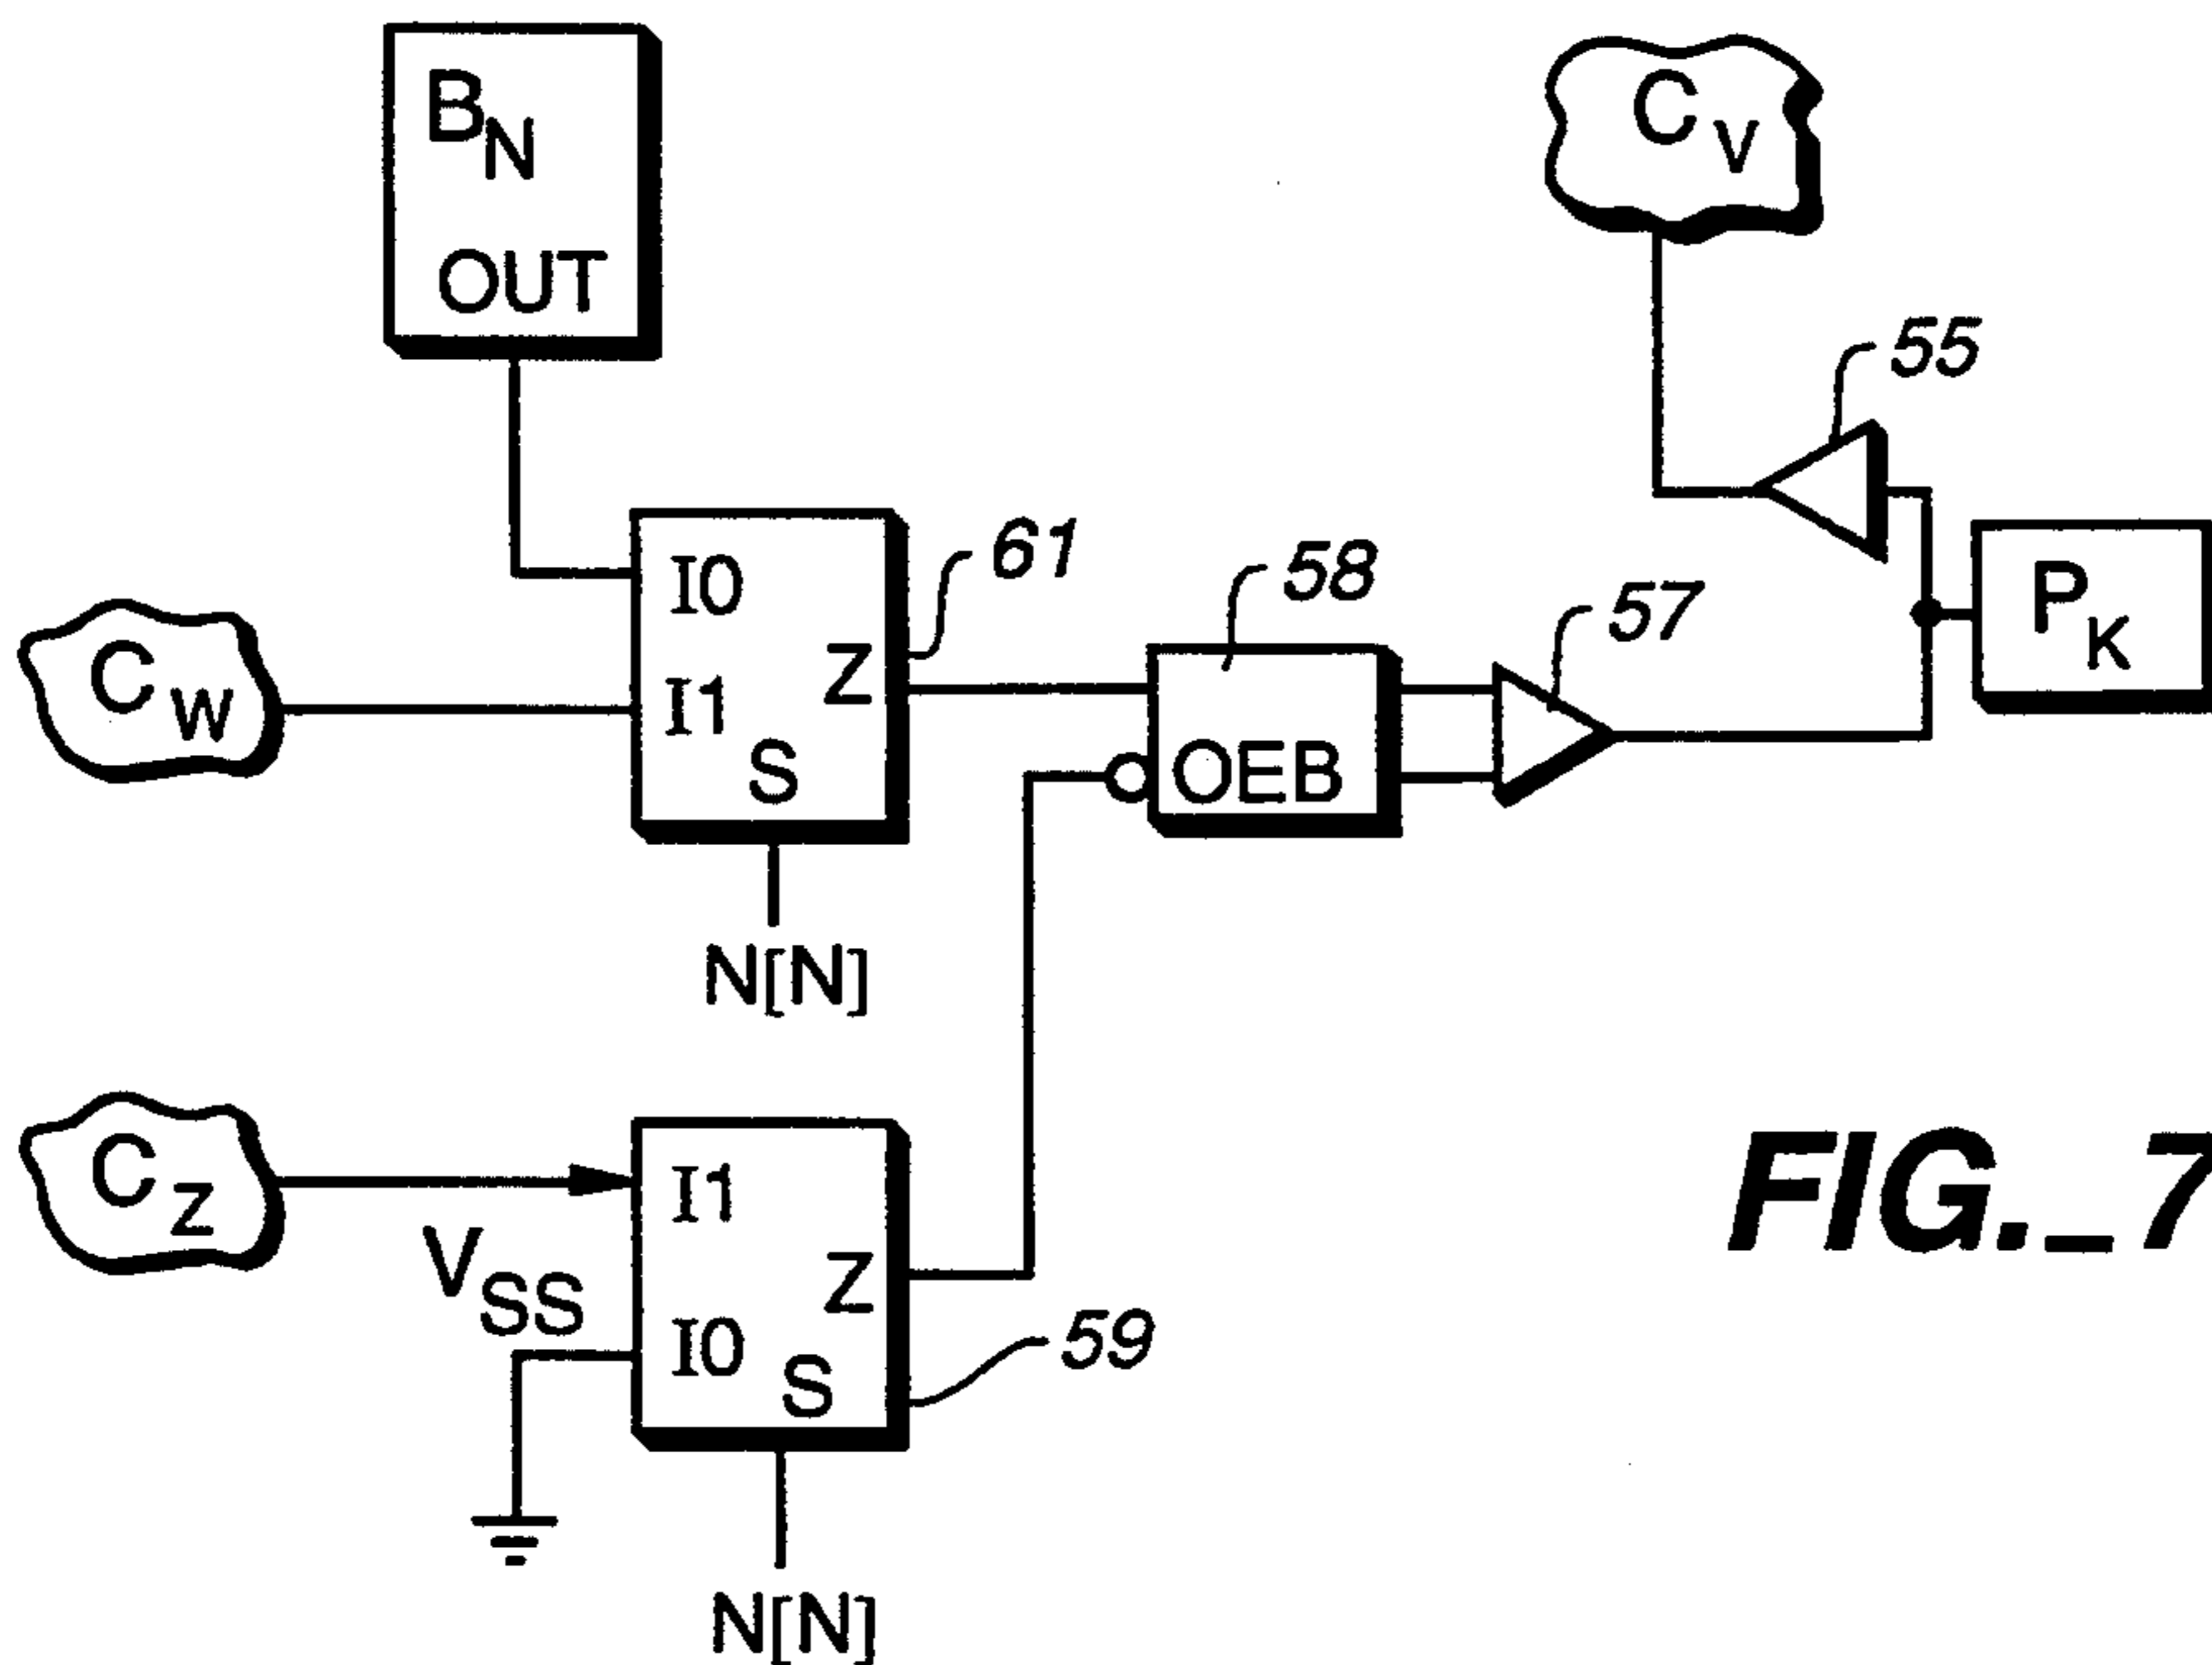 B_N
OUT
C_V
55
I0
61
58
57
P_K
C_W
I1
Z
S
OEB
N[N]
C_Z
I1
V_SS
Z
I0
59
S
N[N]
FIG._7